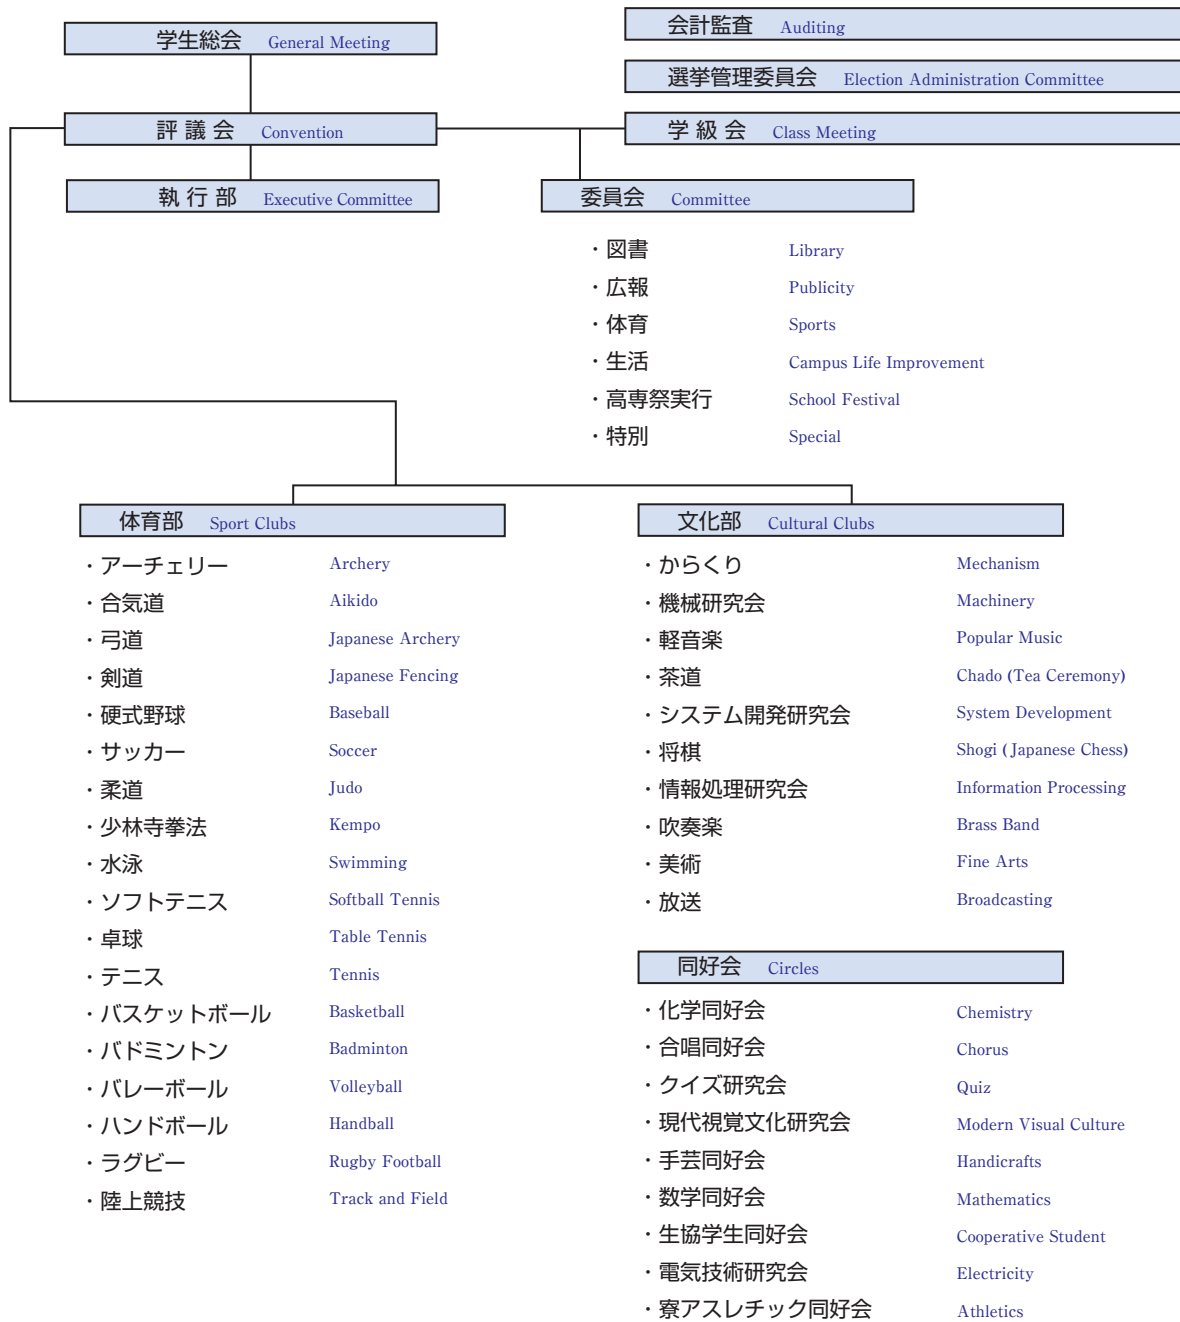 学生総会 General Meeting
会計監査 Auditing
選挙管理委員会 Election Administration Committee
評議会 Convention
学級会 Class Meeting
執行部 Executive Committee
委員会 Committee
・図書 Library
・広報 Publicity
・体育 Sports
・生活 Campus Life Improvement
・高専祭実行 School Festival
・特別 Special
体育部 Sport Clubs
・アーチェリー Archery
・合気道 Aikido
・弓道 Japanese Archery
・剣道 Japanese Fencing
・硬式野球 Baseball
・サッカー Soccer
・柔道 Judo
・少林寺拳法 Kempo
・水泳 Swimming
・ソフトテニス Softball Tennis
・卓球 Table Tennis
・テニス Tennis
・バスケットボール Basketball
・バドミントン Badminton
・バレーボール Volleyball
・ハンドボール Handball
・ラグビー Rugby Football
・陸上競技 Track and Field
文化部 Cultural Clubs
・からくり Mechanism
・機械研究会 Machinery
・軽音楽 Popular Music
・茶道 Chado (Tea Ceremony)
・システム開発研究会 System Development
・将棋 Shogi (Japanese Chess)
・情報処理研究会 Information Processing
・吹奏楽 Brass Band
・美術 Fine Arts
・放送 Broadcasting
同好会 Circles
・化学同好会 Chemistry
・合唱同好会 Chorus
・クイズ研究会 Quiz
・現代視覚文化研究会 Modern Visual Culture
・手芸同好会 Handicrafts
・数学同好会 Mathematics
・生協学生同好会 Cooperative Student
・電気技術研究会 Electricity
・寮アスレチック同好会 Athletics